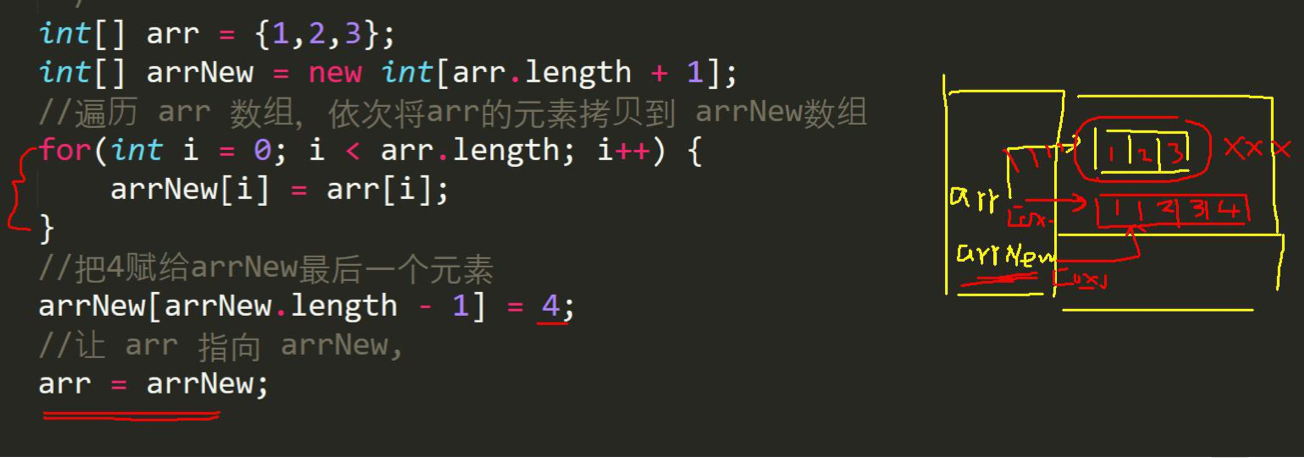 int[] arr = {1,2,3};
int[] arrNew = new int[arr.length + 1];
//遍历 arr 数组, 依次将arr的元素拷贝到 arrNew数组
for(int i = 0; i < arr.length; i++) {
arrNew[i] = arr[i];
}
//把4赋给arrNew最后一个元素
arrNew[arrNew.length - 1] = 4;
//让 arr 指向 arrNew,
arr = arrNew;
1 2 3 XXX
arr
1 2 3 4
arrNew